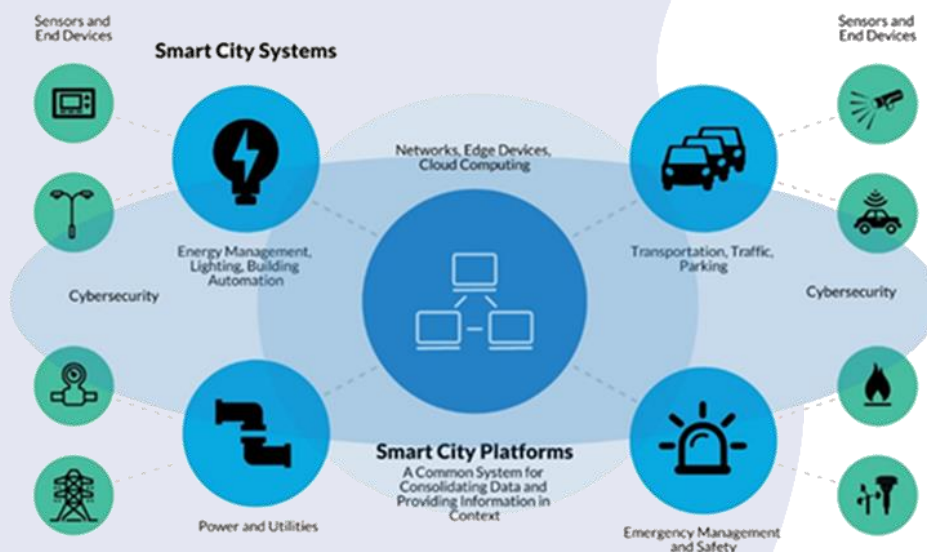 Sensors and
End Devices
Smart City Systems
Sensors and
End Devices
Networks, Edge Devices,
Cloud Computing
Energy Management,
Lighting, Building
Automation
Transportation, Traffic,
Parking
Cybersecurity
Cybersecurity
Smart City Platforms
A Common System for
Consolidating Data and
Providing Information in
Context
Power and Utilities
Emergency Management
and Safety